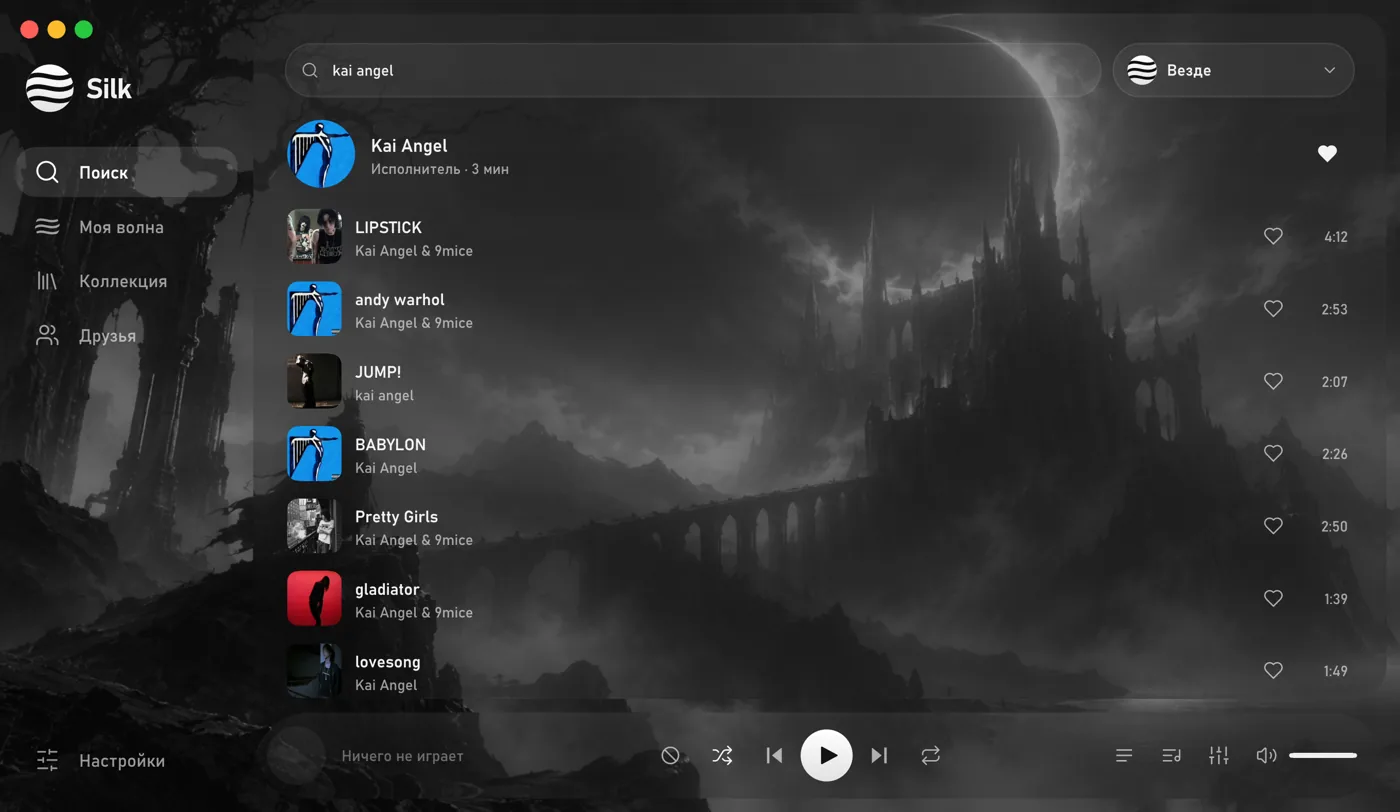 Silk
kai angel
Везде
Поиск
Моя волна
Коллекция
Друзья
Настройки
Kai Angel
Исполнитель · 3 мин
LIPSTICK
Kai Angel & 9mice
4:12
andy warhol
Kai Angel & 9mice
2:53
JUMP!
kai angel
2:07
BABYLON
Kai Angel
2:26
Pretty Girls
Kai Angel & 9mice
2:50
gladiator
Kai Angel & 9mice
1:39
lovesong
Kai Angel
1:49
Ничего не играет